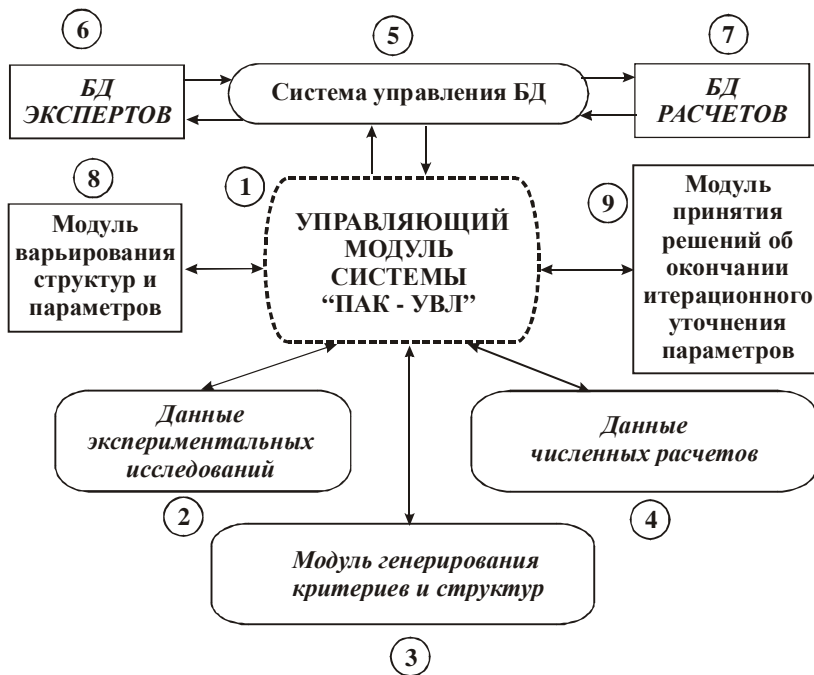 6
5
7
БД
ЭКСПЕРТОВ
Система управления БД
БД
РАСЧЕТОВ
8
1
9
Модуль
варьирования
структур и
параметров
УПРАВЛЯЮЩИЙ
МОДУЛЬ
СИСТЕМЫ
“ПАК - УВЛ”
Модуль
принятия
решений об
окончании
итерационного
уточнения
параметров
Данные
экспериментальных
исследований
Данные
численных расчетов
2
4
Модуль генерирования
критериев и структур
3